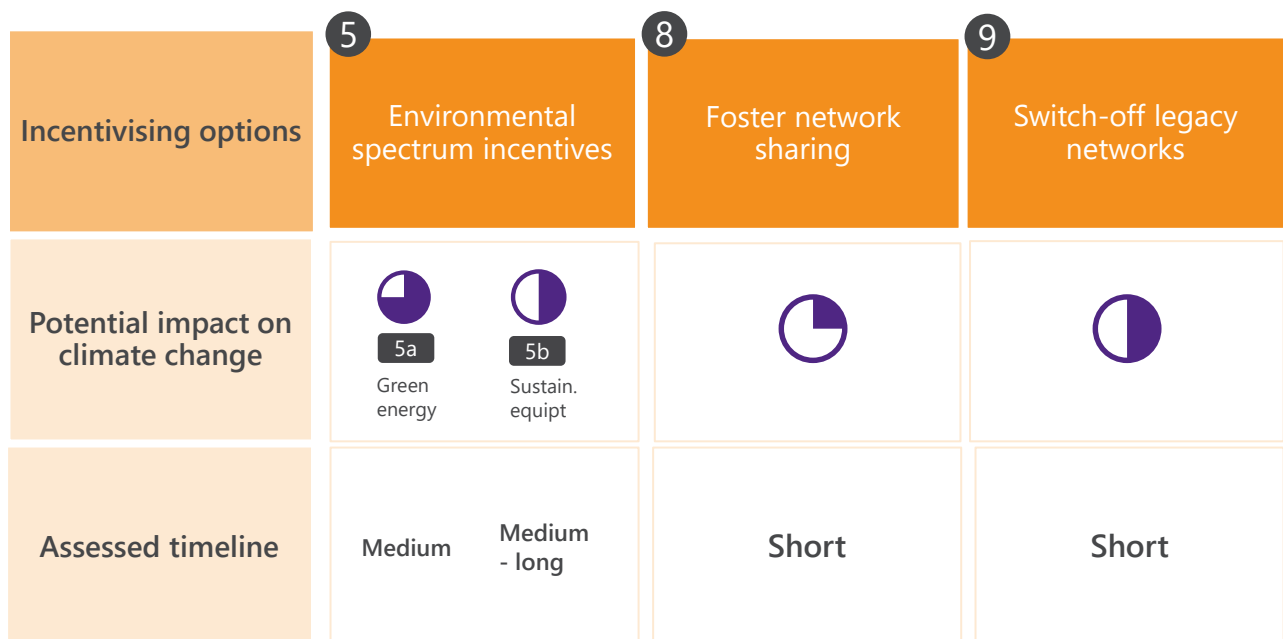 5
8
9
Incentivising options
Environmental
spectrum incentives
Foster network
sharing
Switch-off legacy
networks
Potential impact on
climate change
5a
Green
energy
5b
Sustain.
equipt
Assessed timeline
Medium
Medium
- long
Short
Short